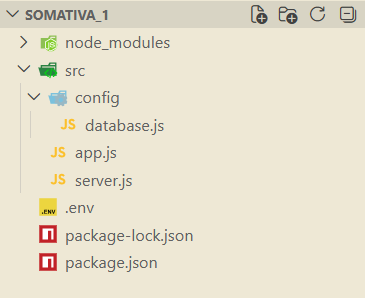 SOMATIVA_1
node_modules
src
config
JS database.js
JS app.js
JS server.js
.ENV .env
package-lock.json
package.json